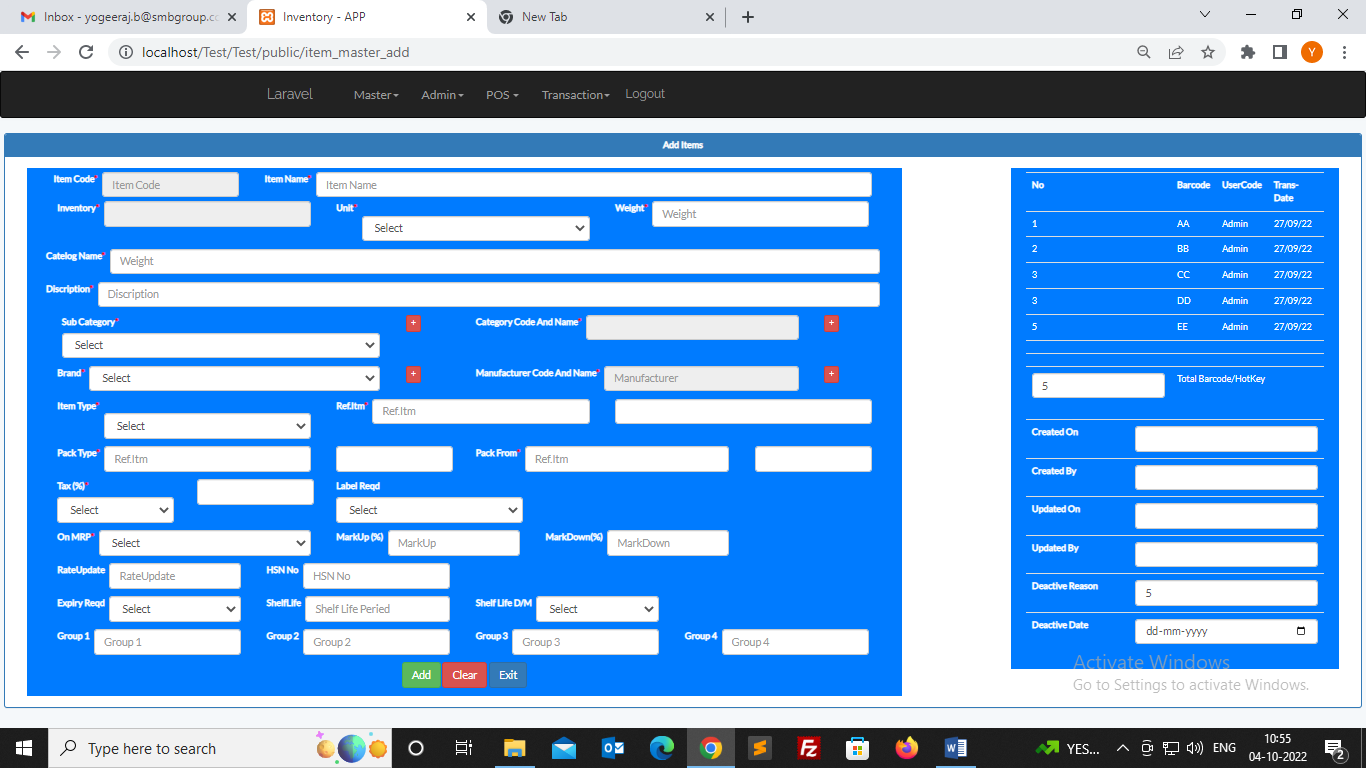 Inbox - yogeeraj.b@smbgroup.cc
Inventory - APP
New Tab
localhost/Test/Test/public/item_master_add
Y
Laravel Master Admin POS Transaction Logout
Add Items
Item Code* Item Code Item Name* Item Name
Inventory* Unit* Select Weight* Weight
Catelog Name* Weight
Discription* Discription
Sub Category* + Category Code And Name* +
Select
Brand* Select + Manufacturer Code And Name* Manufacturer +
Item Type* Select Ref.Itm* Ref.Itm
Pack Type* Ref.Itm Pack From* Ref.Itm
Tax (%)* Label Reqd
Select Select
On MRP* Select MarkUp (%) MarkUp MarkDown(%) MarkDown
RateUpdate RateUpdate HSN No HSN No
Expiry Reqd Select ShelfLife Shelf Life Peried Shelf Life D/M Select
Group 1 Group 1 Group 2 Group 2 Group 3 Group 3 Group 4 Group 4
Add Clear Exit
No Barcode UserCode Trans-
Date
1 AA Admin 27/09/22
2 BB Admin 27/09/22
3 CC Admin 27/09/22
3 DD Admin 27/09/22
5 EE Admin 27/09/22
5 Total Barcode/HotKey
Created On
Created By
Updated On
Updated By
Deactive Reason 5
Deactive Date dd-mm-yyyy
Activate Windows
Go to Settings to activate Windows.
Type here to search
YES...
ENG
10:55
04-10-2022
2